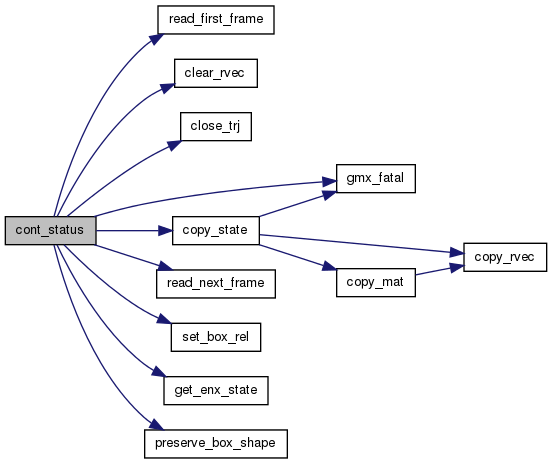 read_first_frame
clear_rvec
close_trj
gmx_fatal
cont_status
copy_state
copy_rvec
read_next_frame
copy_mat
set_box_rel
get_enx_state
preserve_box_shape